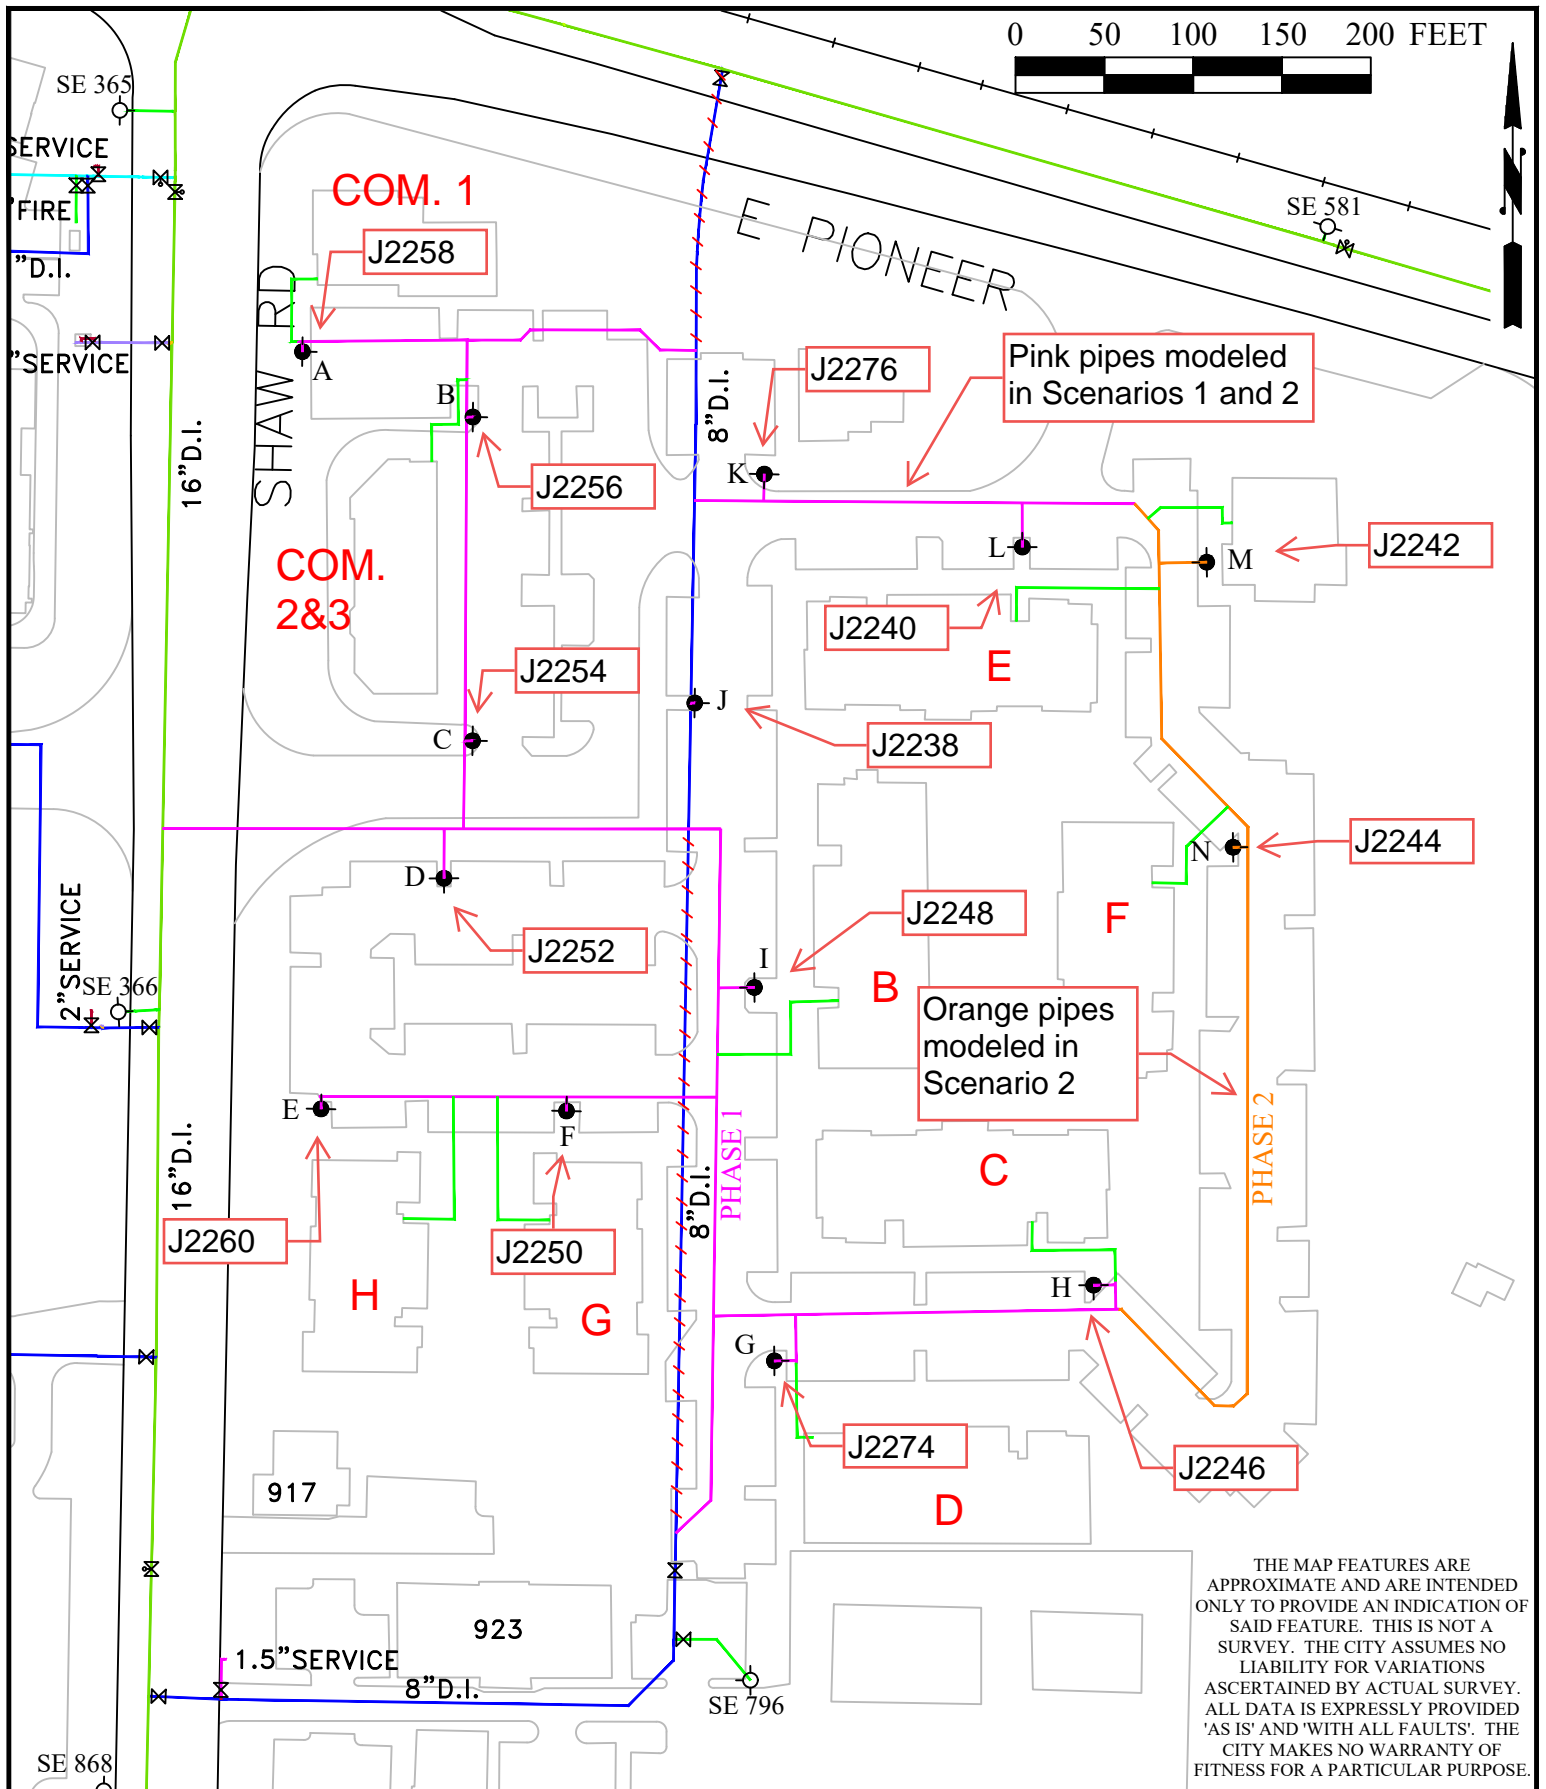 0 50 100 150 200 FEET
SE 365
SERVICE
"FIRE
"D.I.
"SERVICE
COM. 1
J2258
SHAW RD
E PIONEER
SE 581
N
A
B
J2256
16"D.I.
8"D.I.
J2276
K
Pink pipes modeled
in Scenarios 1 and 2
L
M
J2242
COM.
2&3
J2254
C
J
J2238
J2240
E
D
J2252
N
J2244
F
J2248
I
B
Orange pipes
modeled in
Scenario 2
2"SERVICE
SE 366
E
F
J2260
J2250
16"D.I.
8"D.I.
PHASE 1
PHASE 2
C
H
G
H
G
J2274
J2246
D
917
923
1.5"SERVICE
8"D.I.
SE 796
SE 868
THE MAP FEATURES ARE
APPROXIMATE AND ARE INTENDED
ONLY TO PROVIDE AN INDICATION OF
SAID FEATURE. THIS IS NOT A
SURVEY. THE CITY ASSUMES NO
LIABILITY FOR VARIATIONS
ASCERTAINED BY ACTUAL SURVEY.
ALL DATA IS EXPRESSLY PROVIDED
'AS IS' AND 'WITH ALL FAULTS'. THE
CITY MAKES NO WARRANTY OF
FITNESS FOR A PARTICULAR PURPOSE.